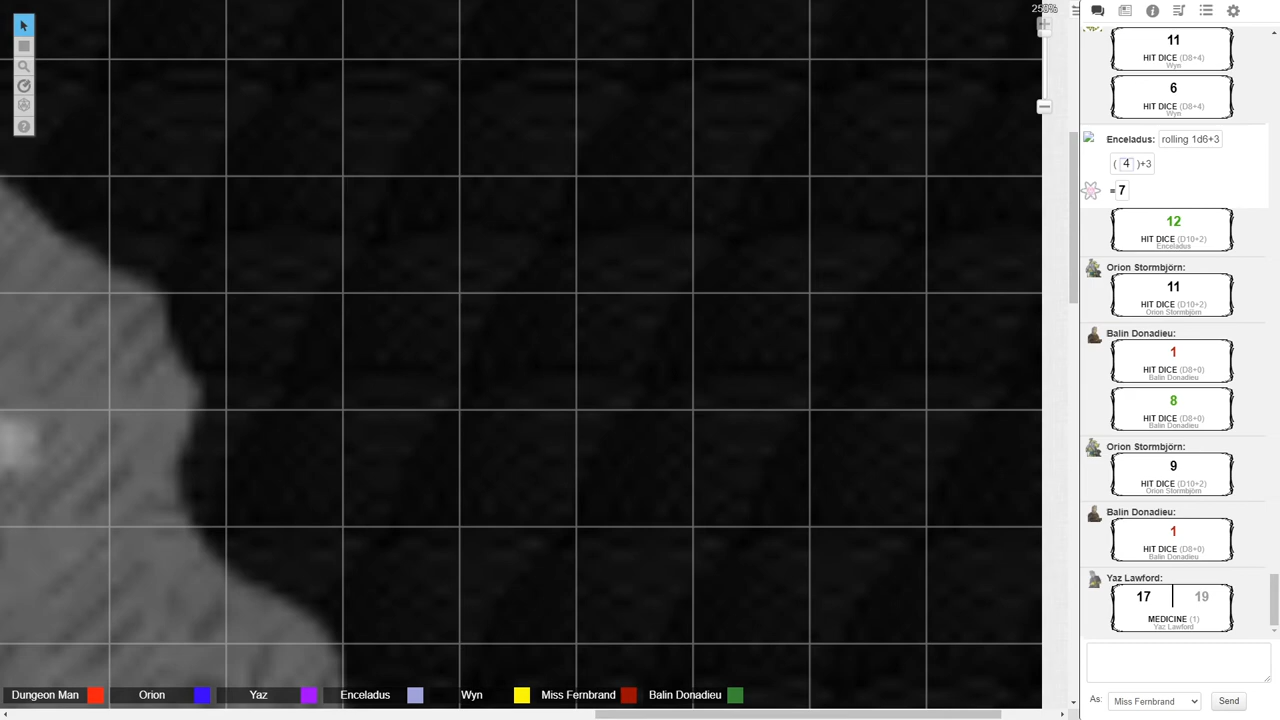 250%
11
HIT DICE (D8+4)
Wyn
6
HIT DICE (D8+4)
Wyn
Enceladus: rolling 1d6+3
( 4 )+3
=7
12
HIT DICE (D10+2)
Enceladus
Orion Stormbjörn:
11
HIT DICE (D10+2)
Orion Stormbjörn
Balin Donadieu:
1
HIT DICE (D8+0)
Balin Donadieu
8
HIT DICE (D8+0)
Balin Donadieu
Orion Stormbjörn:
9
HIT DICE (D10+2)
Orion Stormbjörn
Balin Donadieu:
1
HIT DICE (D8+0)
Balin Donadieu
Yaz Lawford:
17 19
MEDICINE (1)
Yaz Lawford
As: Miss Fernbrand Send
Dungeon Man Orion Yaz Enceladus Wyn Miss Fernbrand Balin Donadieu